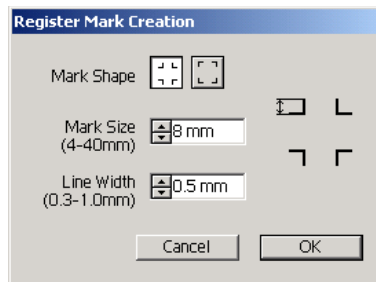 Register Mark Creation
Mark Shape
Mark Size
(4-40mm)
8 mm
Line Width
(0.3-1.0mm)
0.5 mm
Cancel
OK